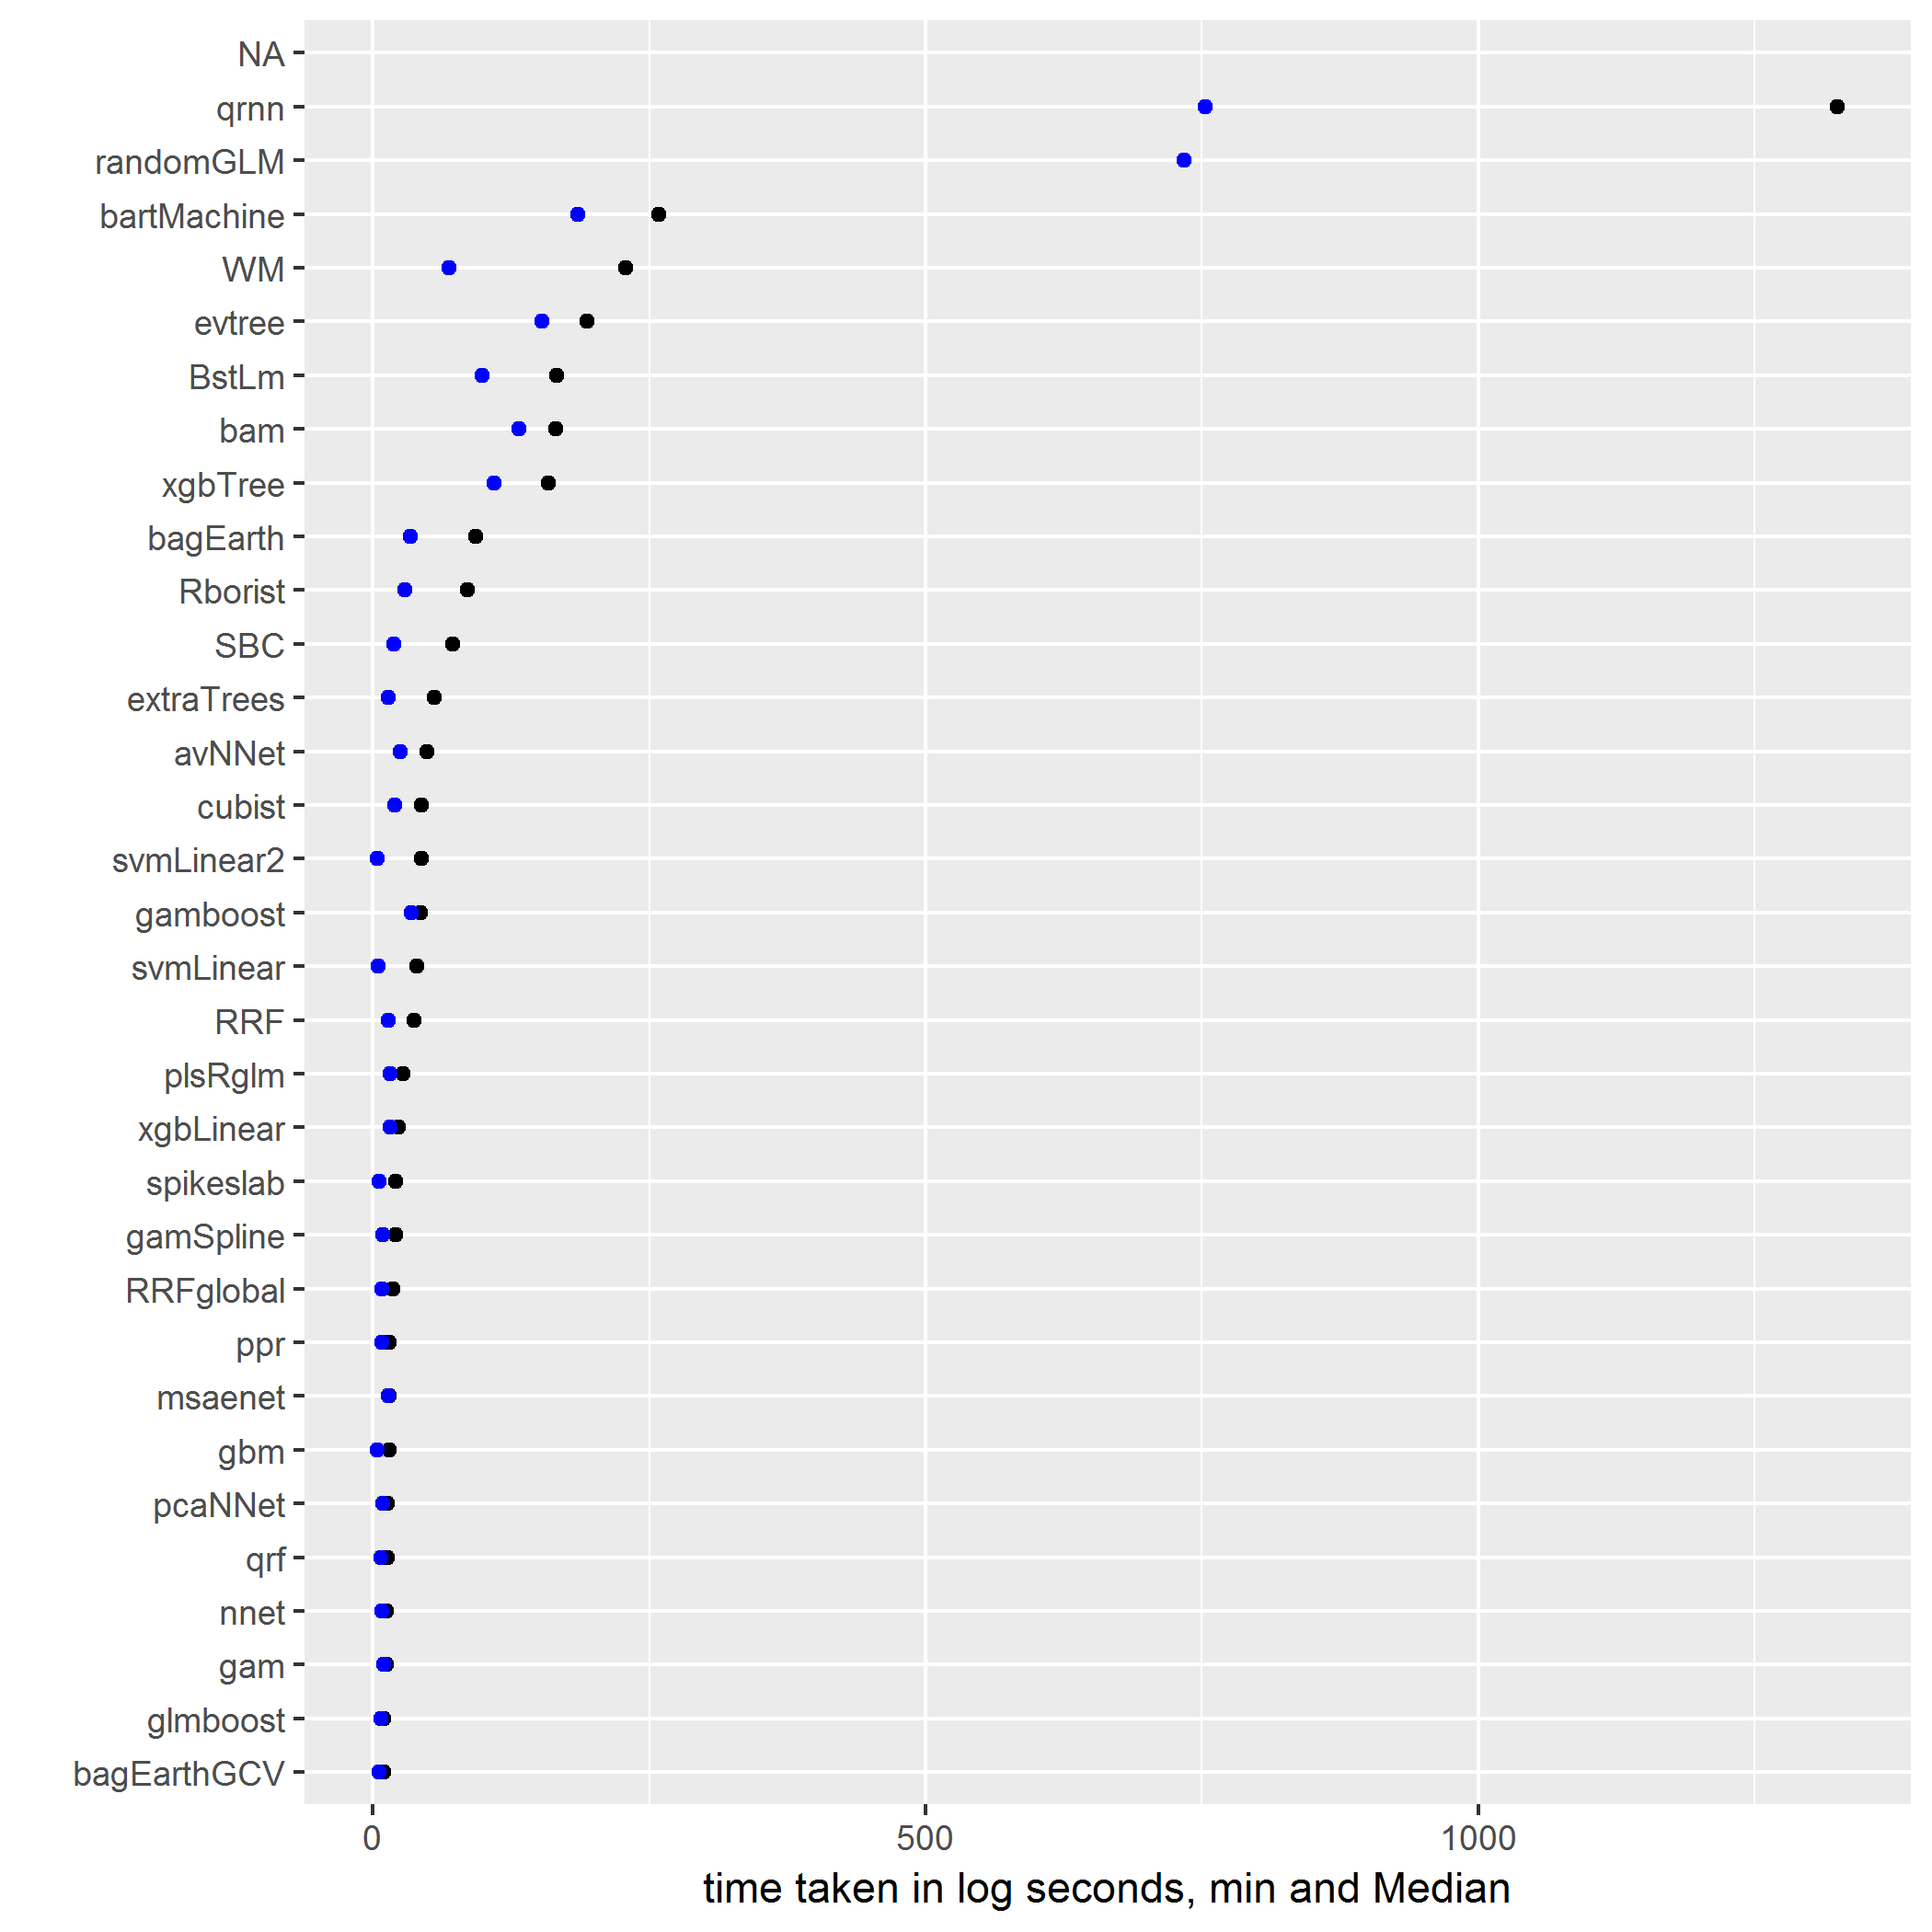 NA
qrnn
randomGLM
bartMachine
WM
evtree
BstLm
bam
xgbTree
bagEarth
Rborist
SBC
extraTrees
avNNet
cubist
svmLinear2
gamboost
svmLinear
RRF
plsRglm
xgbLinear
spikeslab
gamSpline
RRFglobal
ppr
msaenet
gbm
pcaNNet
qrf
nnet
gam
glmboost
bagEarthGCV
0 500 1000
time taken in log seconds, min and Median